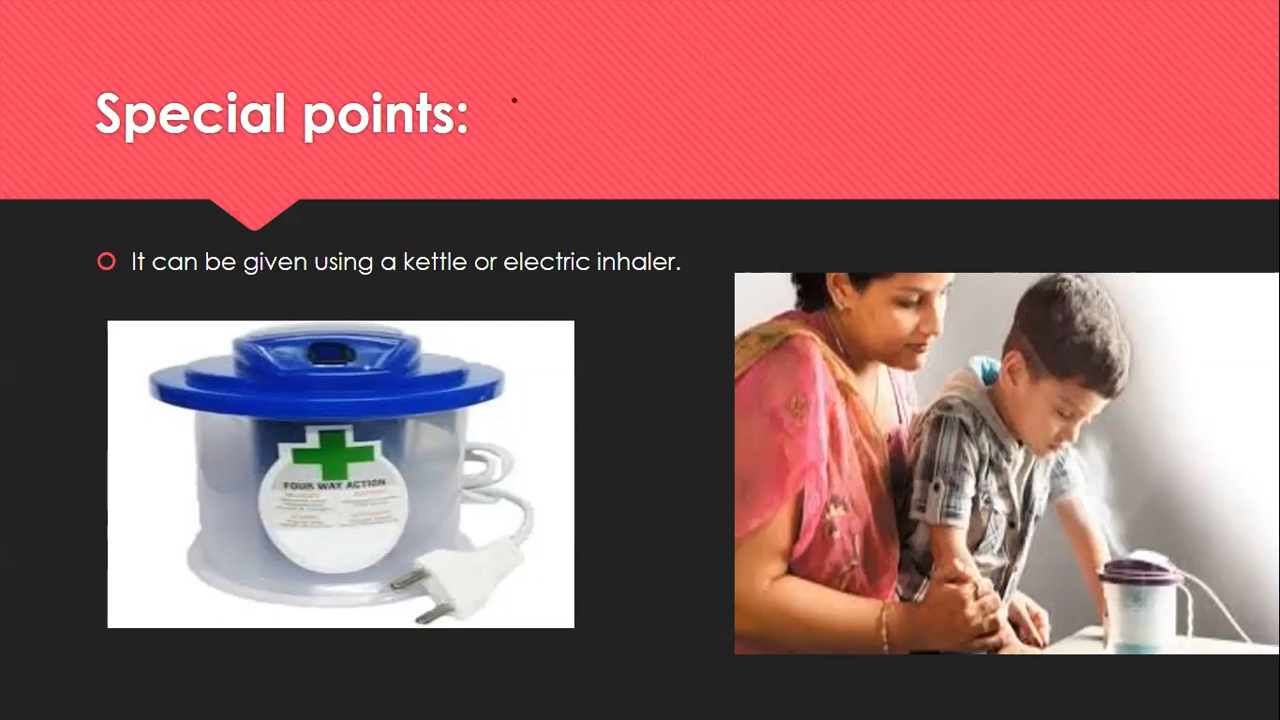 Special points:
It can be given using a kettle or electric inhaler.
FOUR WAY ACTION